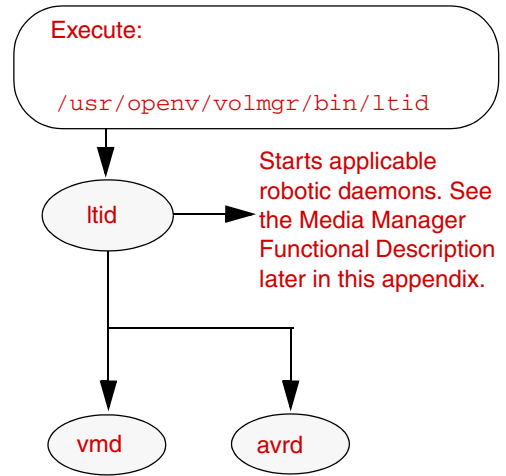 Execute:
/usr/openv/volmgr/bin/ltid
Starts applicable
robotic daemons. See
the Media Manager
Functional Description
later in this appendix.
ltid
vmd
avrd